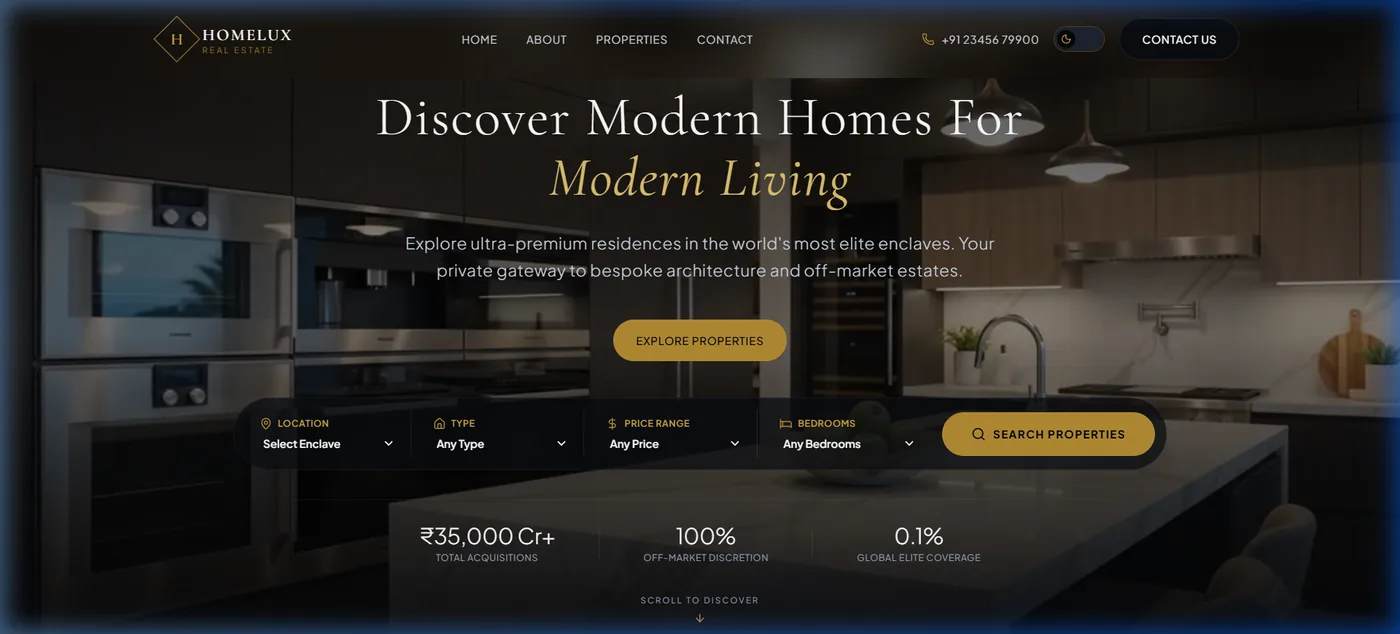 H
HOMELUX
REAL ESTATE
HOME
ABOUT
PROPERTIES
CONTACT
+91 23456 79900
CONTACT US
Discover Modern Homes For
Modern Living
Explore ultra-premium residences in the world's most elite enclaves. Your
private gateway to bespoke architecture and off-market estates.
EXPLORE PROPERTIES
LOCATION
Select Enclave
TYPE
Any Type
PRICE RANGE
Any Price
BEDROOMS
Any Bedrooms
SEARCH PROPERTIES
₹35,000 Cr+
TOTAL ACQUISITIONS
100%
OFF-MARKET DISCRETION
0.1%
GLOBAL ELITE COVERAGE
SCROLL TO DISCOVER